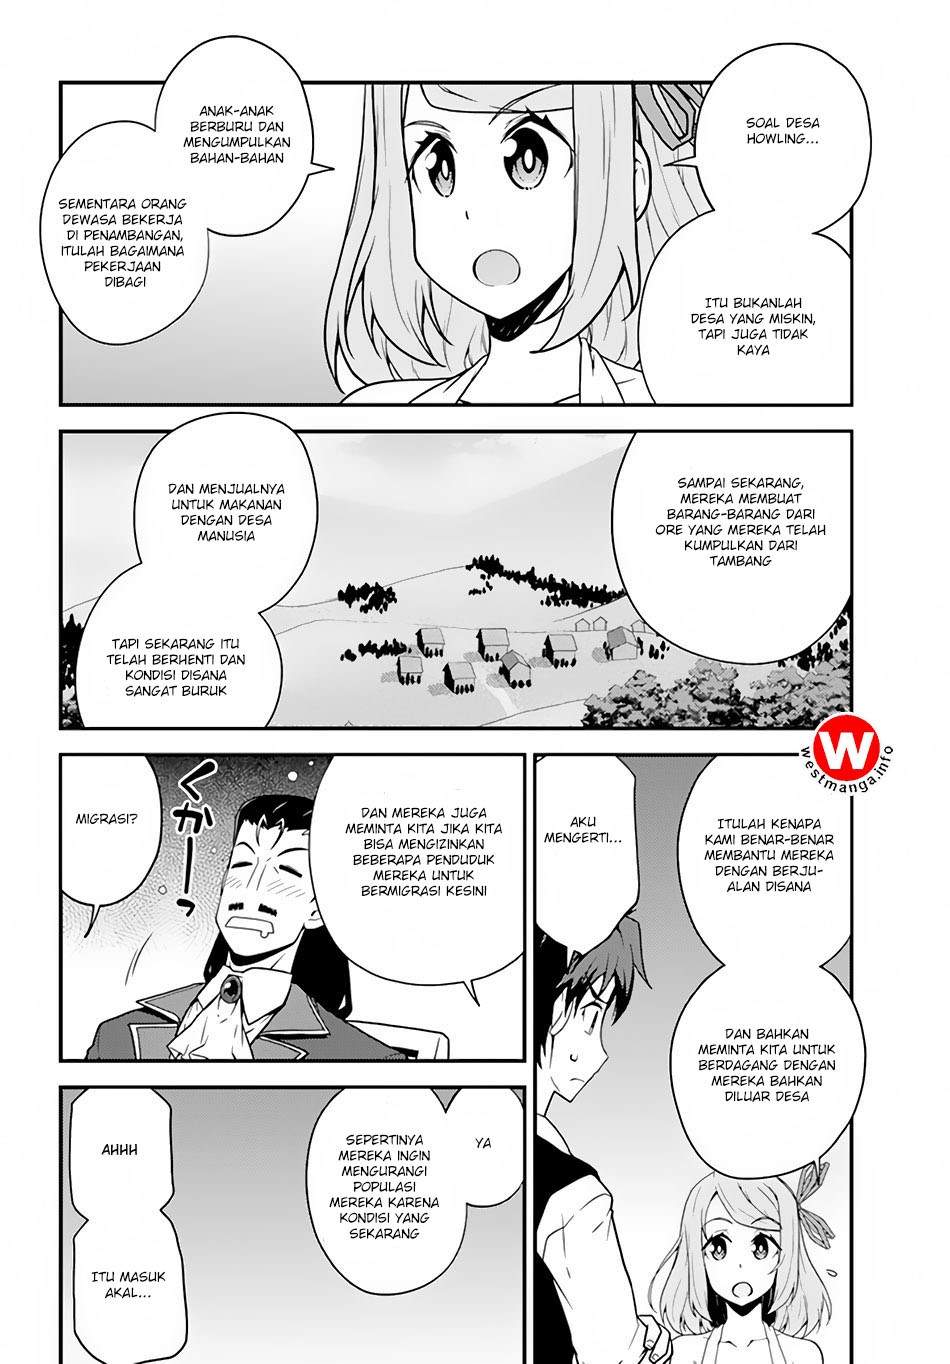 SOAL DESA
HOWLING...
ITU BUKANLAH
DESA YANG MISKIN,
TAPI JUGA TIDAK
KAYA
ANAK-ANAK
BERBURU DAN
MENGUMPULKAN
BAHAN-BAHAN
SEMENTARA ORANG
DEWASA BEKERJA
DI PENAMBANGAN,
ITULAH BAGAIMANA
PEKERJAAN
DIBAGI
SAMPAI SEKARANG,
MEREKA MEMBUAT
BARANG-BARANG DARI
ORE YANG MEREKA TELAH
KUMPULKAN DARI
TAMBANG
DAN MENJUALNYA
UNTUK MAKANAN
DENGAN DESA
MANUSIA
TAPI SEKARANG ITU
TELAH BERHENTI DAN
KONDISI DISANA
SANGAT BURUK
W
westmanga.info
ITULAH KENAPA
KAMI BENAR-BENAR
MEMBANTU MEREKA
DENGAN BERJU-
ALAN DISANA
AKU
MENGERTI...
DAN BAHKAN
MEMINTA KITA UNTUK
BERDAGANG DENGAN
MEREKA BAHKAN
DILUAR DESA
DAN MEREKA JUGA
MEMINTA KITA JIKA KITA
BISA MENGIZINKAN
BEBERAPA PENDUDUK
MEREKA UNTUK
BERMIGRASI KESINI
MIGRASI?
くかー
YA
SEPERTINYA
MEREKA INGIN
MENGURANGI
POPULASI
MEREKA KARENA
KONDISI YANG
SEKARANG
AHHH
ITU MASUK
AKAL...